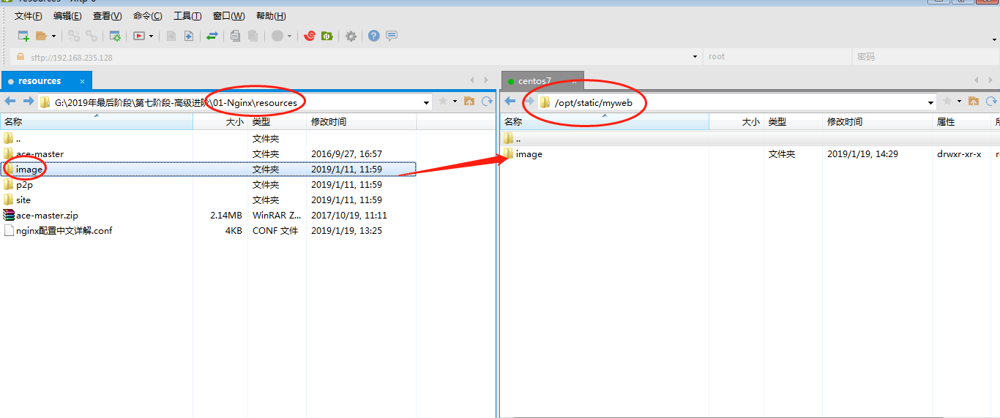 resources - Xftp 6
文件(F) 编辑(E) 查看(V) 命令(C) 工具(T) 窗口(W) 帮助(H)
sftp://192.168.235.128 root 密码
resources
G:\2019年最后阶段\第七阶段-高级进阶\01-Nginx\resources
名称 大小 类型 修改时间
.. 文件夹
ace-master 文件夹 2016/9/27, 16:57
image 文件夹 2019/1/11, 11:59
p2p 文件夹 2019/1/11, 11:59
site 文件夹 2019/1/11, 11:59
ace-master.zip 2.14MB WinRAR Z... 2017/10/19, 11:11
nginx配置中文详解.conf 4KB CONF 文件 2019/1/19, 13:25
centos7
/opt/static/myweb
名称 大小 类型 修改时间 属性
..
image 文件夹 2019/1/19, 14:29 drwxr-xr-x